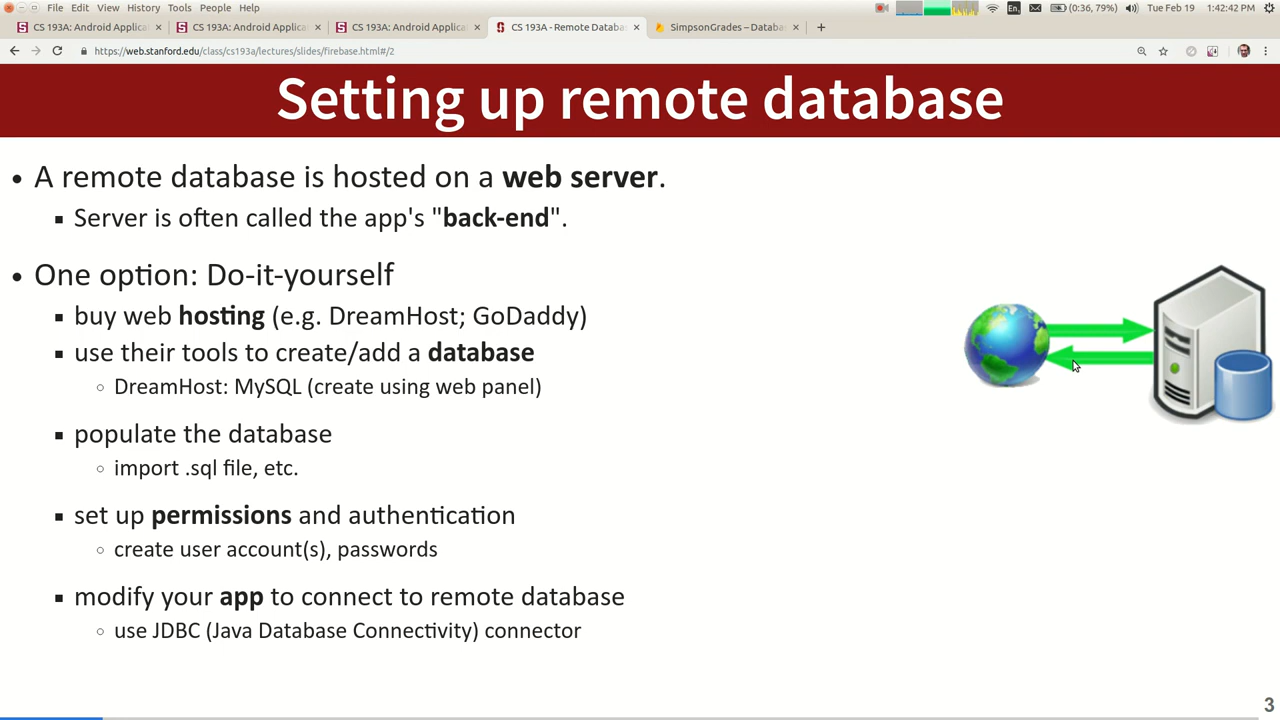 File Edit View History Tools People Help
En (0:36, 79%) Tue Feb 19 1:42:42 PM
CS 193A: Android Applicat × CS 193A: Android Applicat × CS 193A: Android Applicat × CS 193A - Remote Databas × SimpsonGrades – Databas × +
https://web.stanford.edu/class/cs193a/lectures/slides/firebase.html#/2
Setting up remote database
• A remote database is hosted on a web server.
▪ Server is often called the app's "back-end".
• One option: Do-it-yourself
▪ buy web hosting (e.g. DreamHost; GoDaddy)
▪ use their tools to create/add a database
○ DreamHost: MySQL (create using web panel)
▪ populate the database
○ import .sql file, etc.
▪ set up permissions and authentication
○ create user account(s), passwords
▪ modify your app to connect to remote database
○ use JDBC (Java Database Connectivity) connector
3